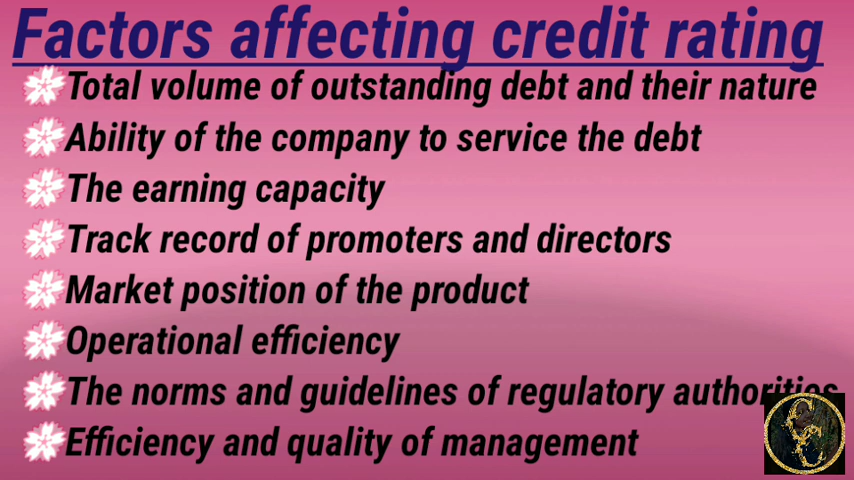 Factors affecting credit rating
Total volume of outstanding debt and their nature
Ability of the company to service the debt
The earning capacity
Track record of promoters and directors
Market position of the product
Operational efficiency
The norms and guidelines of regulatory authorities
Efficiency and quality of management